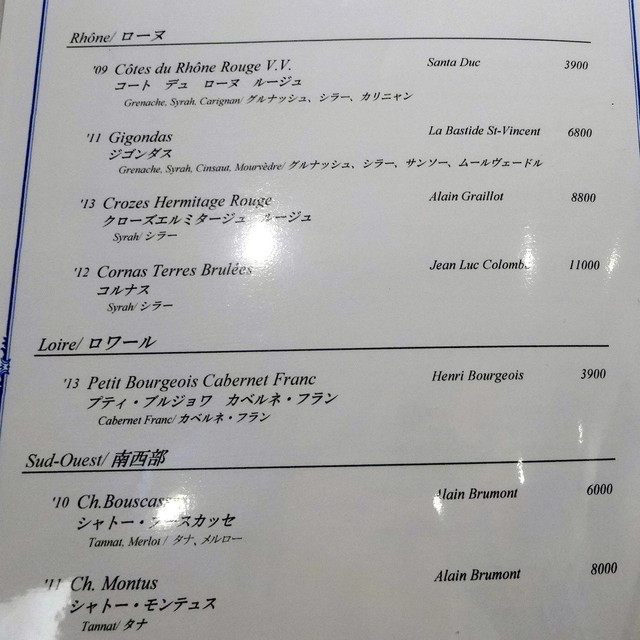 Rhône/ ローヌ
'09 Côtes du Rhône Rouge V.V. Santa Duc 3900
コート デュ ローヌ ルージュ
Grenache, Syrah, Carignan/ グルナッシュ、シラー、カリニャン
'11 Gigondas La Bastide St-Vincent 6800
ジゴンダス
Grenache, Syrah, Cinsaut, Mourvèdre/ グルナッシュ、シラー、サンソー、ムールヴェードル
'13 Crozes Hermitage Rouge Alain Graillot 8800
クローズエルミタージュ ルージュ
Syrah/ シラー
'12 Cornas Terres Brulées Jean Luc Colombo 11000
コルナス
Syrah/ シラー
Loire/ ロワール
'13 Petit Bourgeois Cabernet Franc Henri Bourgeois 3900
プティ・ブルジョワ カベルネ・フラン
Cabernet Franc/ カベルネ・フラン
Sud-Ouest/ 南西部
'10 Ch. Alain Brumont 6000
シャトー・ブースカッセ
Tannat, Merlot / タナ、メルロー
'11 Ch. Montus Alain Brumont 8000
シャトー・モンテュス
Tannat/ タナ